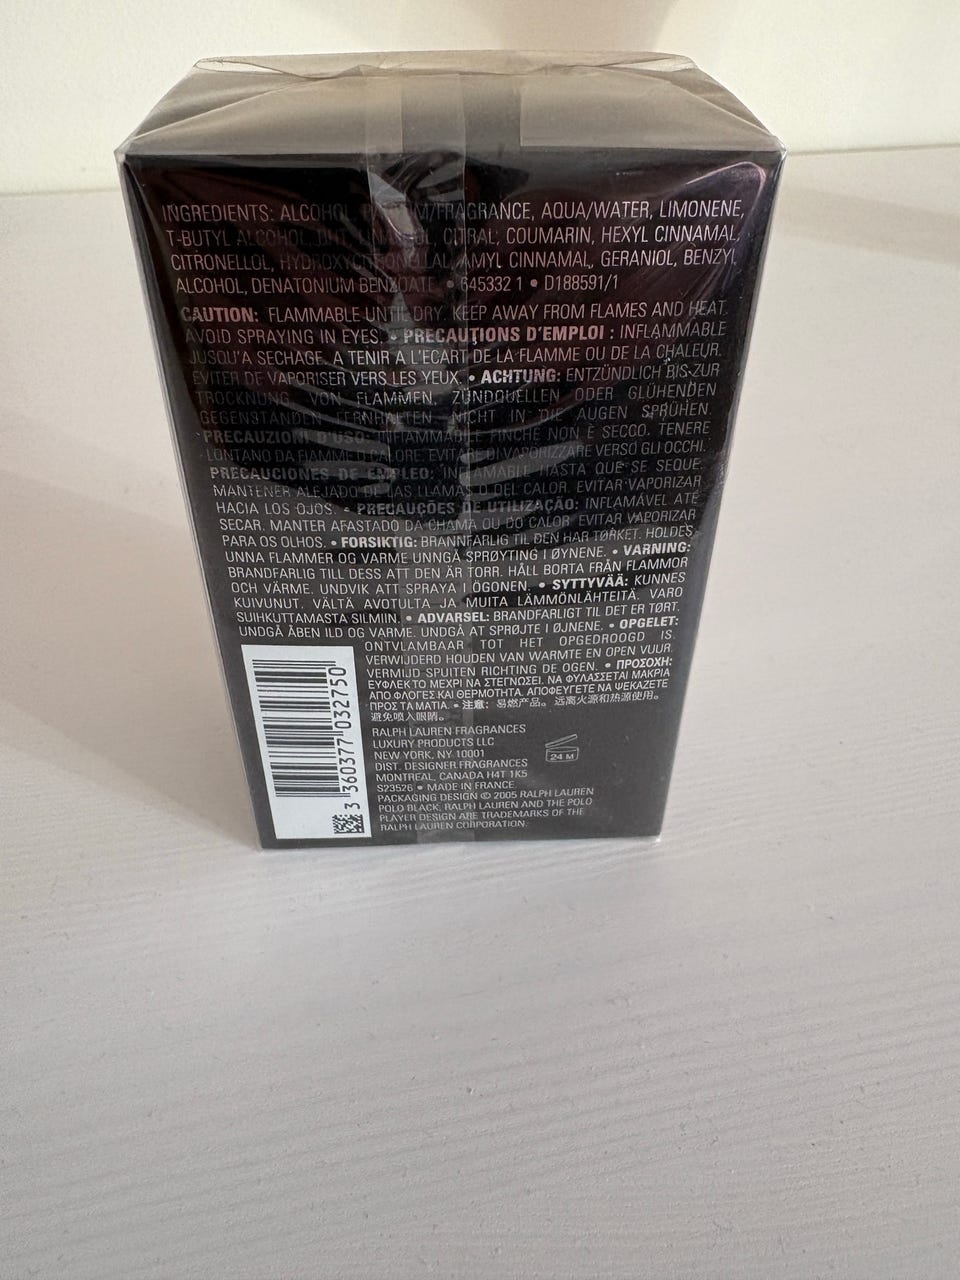 INGREDIENTS: ALCOHOL, PARFUM/FRAGRANCE, AQUA/WATER, LIMONENE,
T-BUTYL ALCOHOL, BHT, LINALOOL, CITRAL, COUMARIN, HEXYL CINNAMAL,
CITRONELLOL, HYDROXYCITRONELLAL, AMYL CINNAMAL, GERANIOL, BENZYL
ALCOHOL, DENATONIUM BENZOATE • 645332 1 • D188591/1
CAUTION: FLAMMABLE UNTIL DRY. KEEP AWAY FROM FLAMES AND HEAT.
AVOID SPRAYING IN EYES. • PRECAUTIONS D'EMPLOI : INFLAMMABLE
JUSQU'A SECHAGE. A TENIR A L'ECART DE LA FLAMME OU DE LA CHALEUR.
EVITER DE VAPORISER VERS LES YEUX. • ACHTUNG: ENTZÜNDLICH BIS ZUR
TROCKNUNG. VON FLAMMEN, ZÜNDQUELLEN ODER GLÜHENDEN
GEGENSTÄNDEN FERNHALTEN. NICHT IN DIE AUGEN SPRÜHEN.
PRECAUZIONI D'USO: INFIAMMABILE FINCHÉ NON È SECCO. TENERE
LONTANO DA FIAMME O CALORE. EVITARE DI VAPORIZZARE VERSO GLI OCCHI.
PRECAUCIONES DE EMPLEO: INFLAMABLE HASTA QUE SE SEQUE.
MANTENER ALEJADO DE LAS LLAMAS O DEL CALOR. EVITAR VAPORIZAR
HACIA LOS OJOS. • PRECAUÇÕES DE UTILIZAÇÃO: INFLAMÁVEL ATÉ
SECAR. MANTER AFASTADO DA CHAMA OU DO CALOR. EVITAR VAPORIZAR
PARA OS OLHOS. • FORSIKTIG: BRANNFARLIG TIL DEN HAR TØRKET. HOLDES
UNNA FLAMMER OG VARME. UNNGÅ SPRØYTING I ØYNENE. • VARNING:
BRANDFARLIG TILL DESS ATT DEN ÄR TORR. HÅLL BORTA FRÅN FLAMMOR
OCH VÄRME. UNDVIK ATT SPRAYA I ÖGONEN. • SYTTYVÄÄ: KUNNES
KUIVUNUT. VÄLTÄ AVOTULTA JA MUITA LÄMMÖNLÄHTEITÄ. VARO
SUIHKUTTAMASTA SILMIIN. • ADVARSEL: BRANDFARLIGT TIL DET ER TØRT.
UNDGÅ ÅBEN ILD OG VARME. UNDGÅ AT SPRØJTE I ØJNENE. • OPGELET:
ONTVLAMBAAR TOT HET OPGEDROOGD IS.
VERWIJDERD HOUDEN VAN WARMTE EN OPEN VUUR.
VERMIJD SPUITEN RICHTING DE OGEN. • ΠΡΟΣΟΧΗ:
ΕΥΦΛΕΚΤΟ ΜΕΧΡΙ ΝΑ ΣΤΕΓΝΩΣΕΙ. ΝΑ ΦΥΛΑΣΣΕΤΑΙ ΜΑΚΡΙΑ
ΑΠΟ ΦΛΟΓΕΣ ΚΑΙ ΘΕΡΜΟΤΗΤΑ. ΑΠΟΦΕΥΓΕΤΕ ΝΑ ΨΕΚΑΖΕΤΕ
ΠΡΟΣ ΤΑ ΜΑΤΙΑ. • 注意：易燃产品。远离火源和热源使用。
避免喷入眼睛。
RALPH LAUREN FRAGRANCES
LUXURY PRODUCTS LLC
NEW YORK, NY 10001
DIST. DESIGNER FRAGRANCES
MONTREAL, CANADA H4T 1K5
S23526 • MADE IN FRANCE
PACKAGING DESIGN © 2005 RALPH LAUREN
POLO BLACK, RALPH LAUREN AND THE POLO
PLAYER DESIGN ARE TRADEMARKS OF THE
RALPH LAUREN CORPORATION.
24 M
3 360377 032750